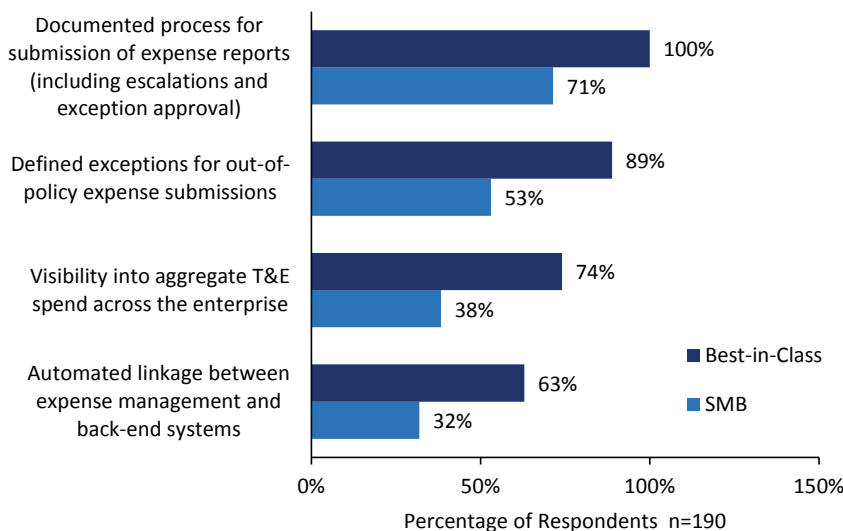 Documented process for
submission of expense reports
(including escalations and
exception approval)
100%
71%
Defined exceptions for out-of-
policy expense submissions
89%
53%
Visibility into aggregate T&E
spend across the enterprise
74%
38%
Automated linkage between
expense management and
back-end systems
63%
32%
Best-in-Class
SMB
0% 50% 100% 150%
Percentage of Respondents n=190